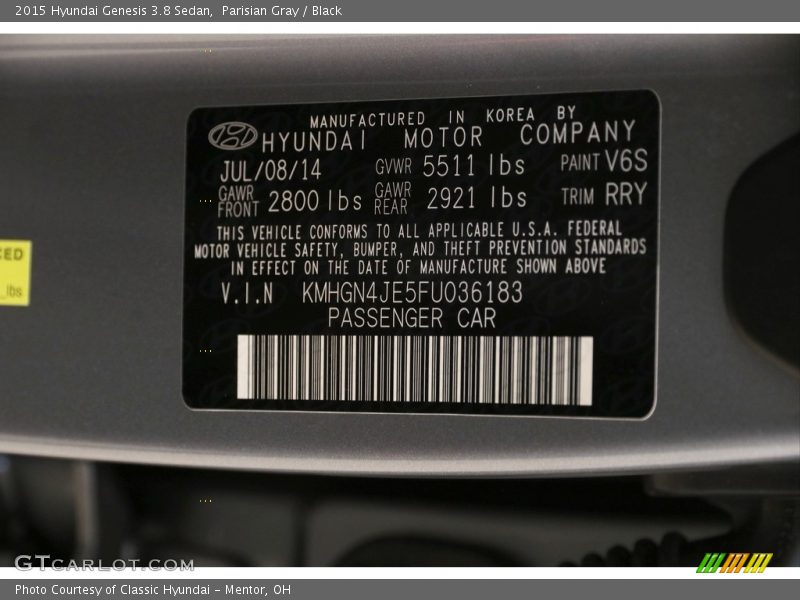 2015 Hyundai Genesis 3.8 Sedan,  Parisian Gray / Black
MANUFACTURED IN KOREA BY
HYUNDAI MOTOR COMPANY
JUL/08/14 GVWR 5511 lbs PAINT V6S
GAWR FRONT 2800 lbs GAWR REAR 2921 lbs TRIM RRY
THIS VEHICLE CONFORMS TO ALL APPLICABLE U.S.A. FEDERAL
MOTOR VEHICLE SAFETY, BUMPER, AND THEFT PREVENTION STANDARDS
IN EFFECT ON THE DATE OF MANUFACTURE SHOWN ABOVE
V.I.N KMHGN4JE5FU036183
PASSENGER CAR
lbs
GTCARLOT.COM
Photo Courtesy of Classic Hyundai - Mentor, OH